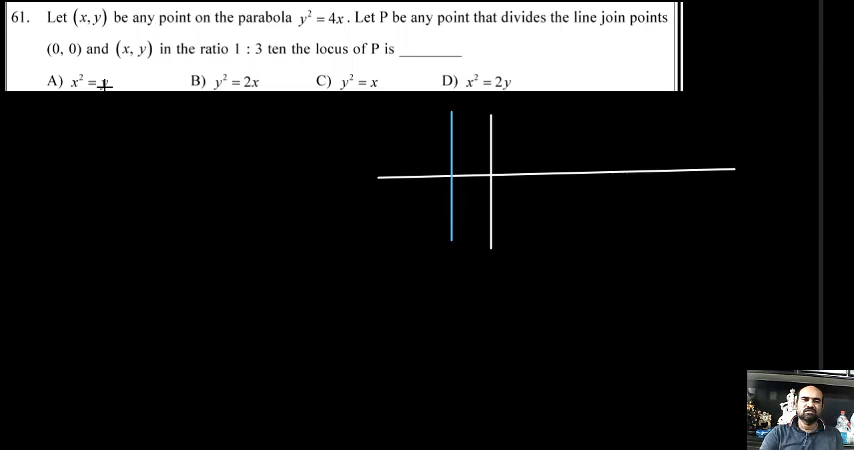 61. Let (x, y) be any point on the parabola y² = 4x. Let P be any point that divides the line join points
(0, 0) and (x, y) in the ratio 1 : 3 ten the locus of P is ________
A) x² = y B) y² = 2x C) y² = x D) x² = 2y